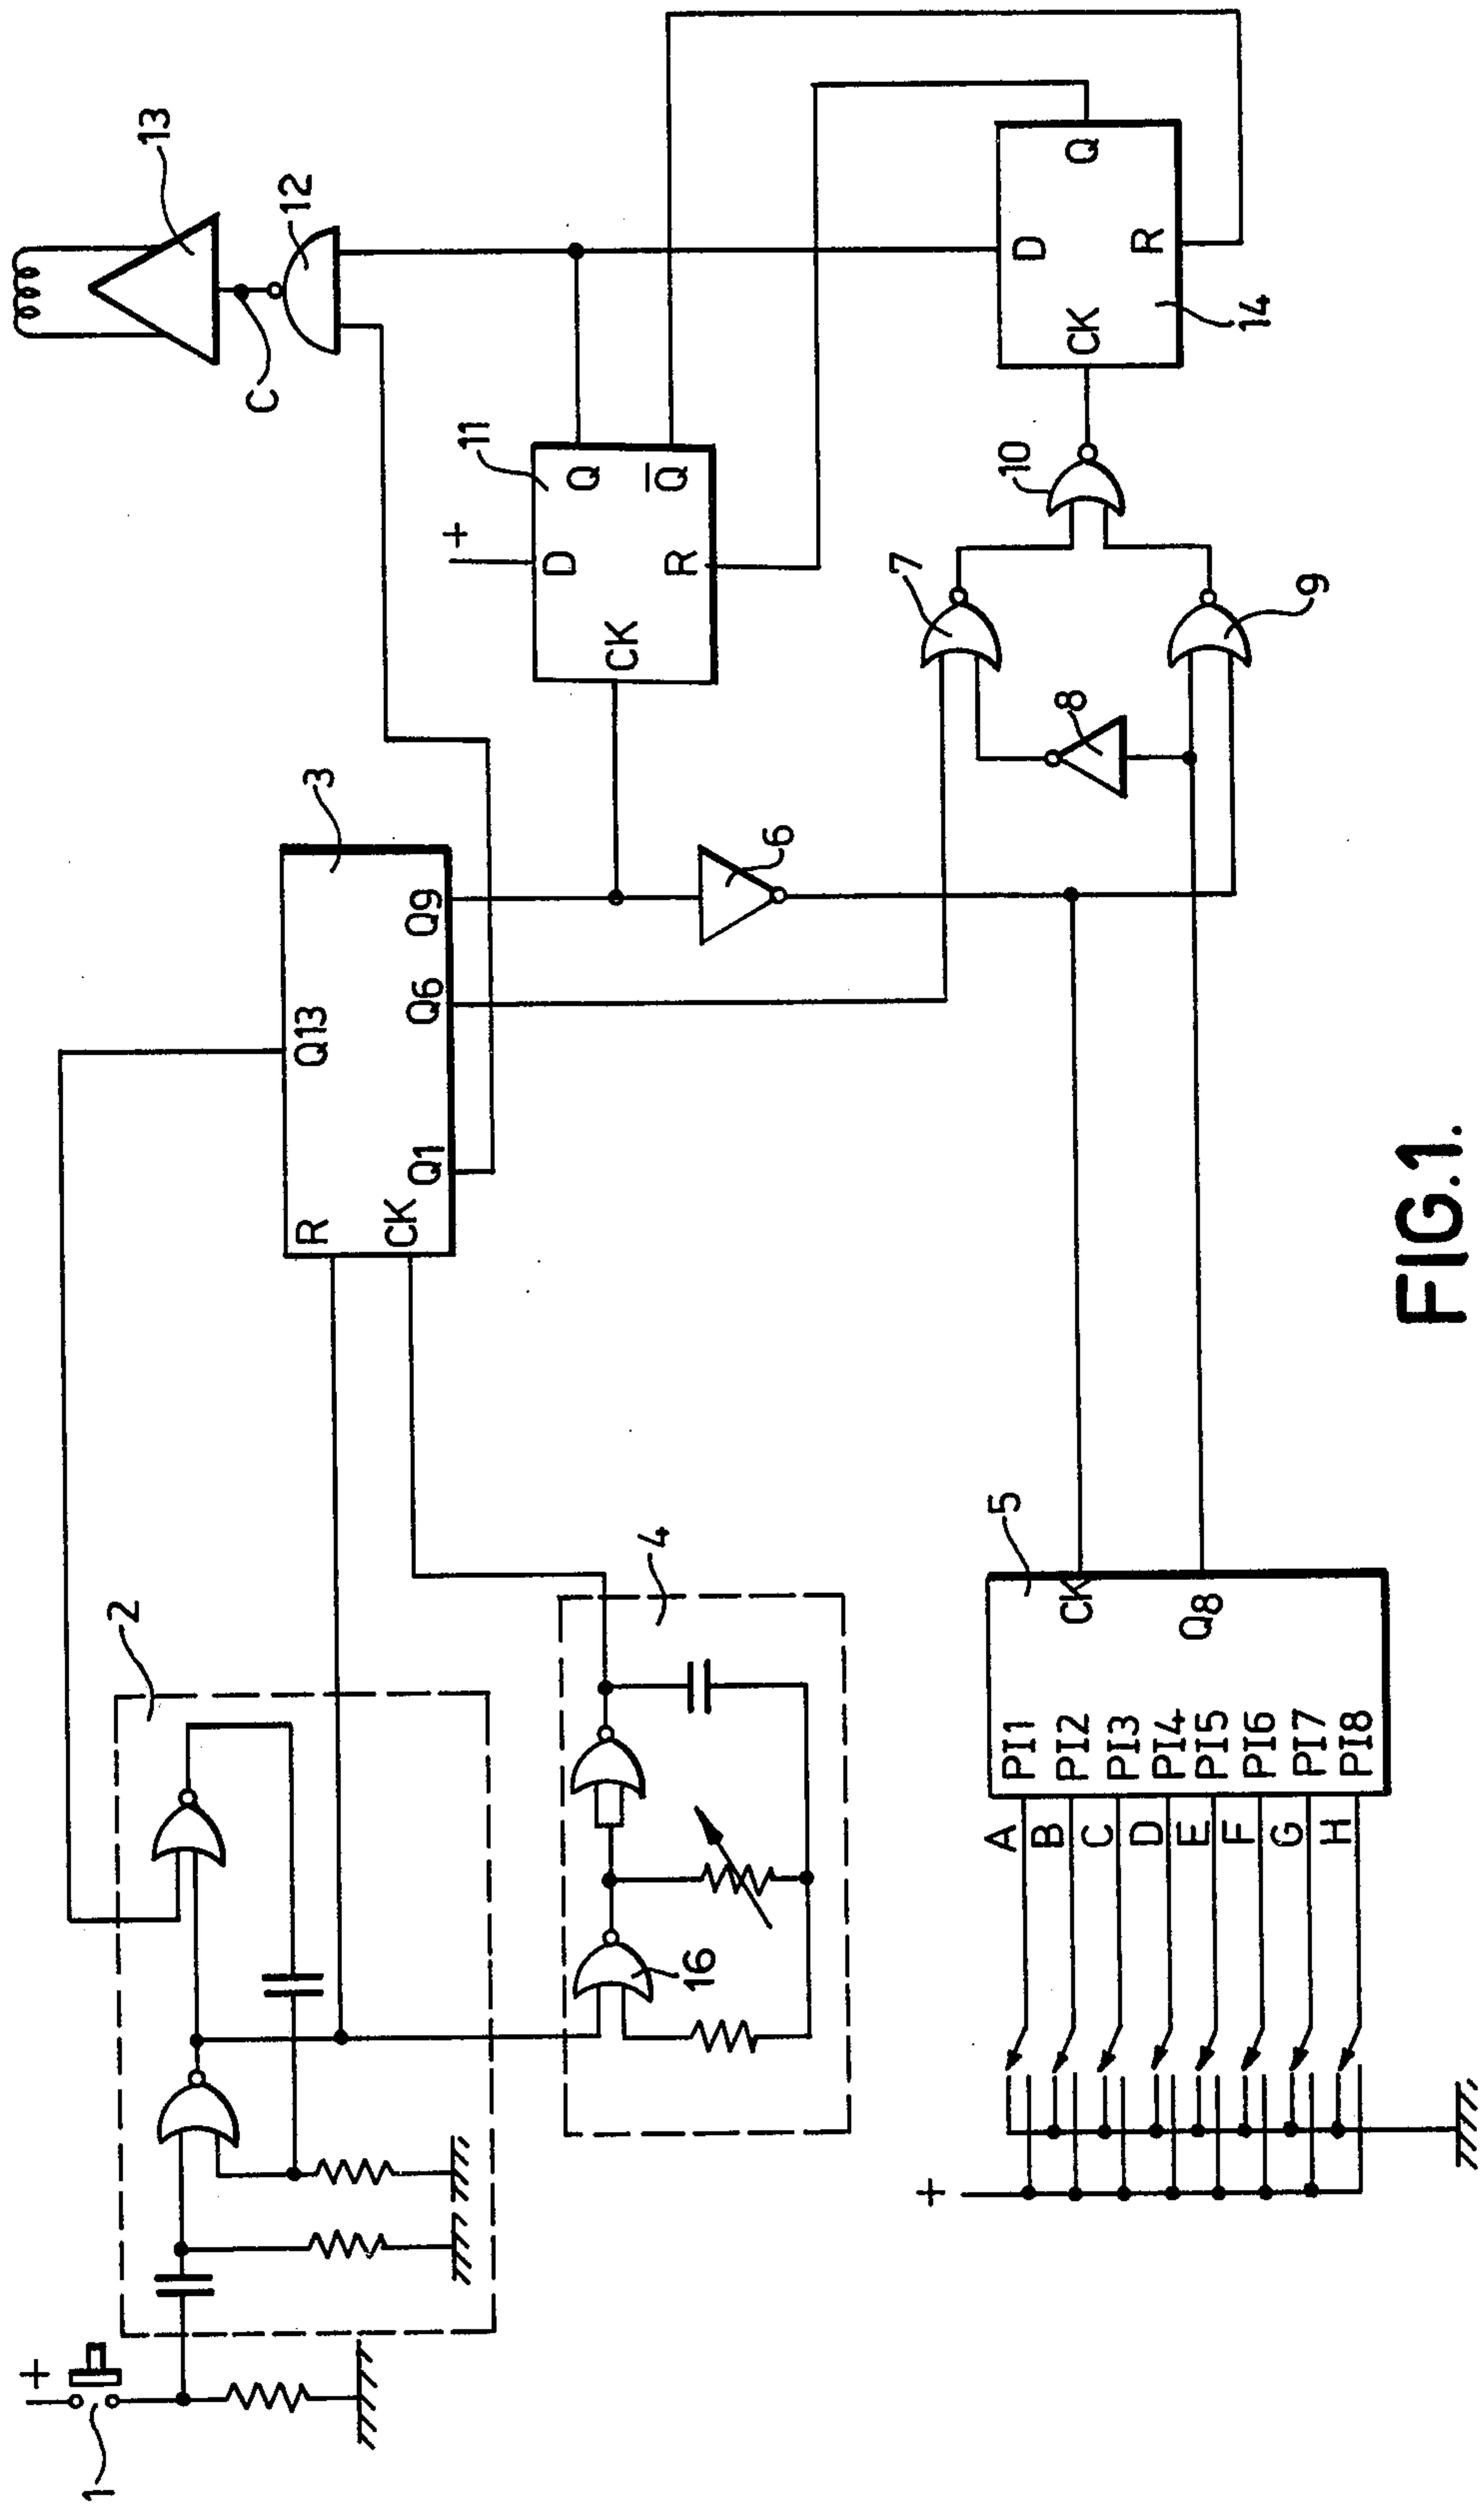 1
+
2
3
R
Q13
CK
Q1
Q6
Q9
13
C
12
4
16
11
+
D
Q
CK
R
Q̅
6
7
8
9
10
D
CK
Q
R
14
5
+
A
B
C
D
E
F
G
H
PI1
PI2
PI3
PI4
PI5
PI6
PI7
PI8
CK
Q8
FIG.1.